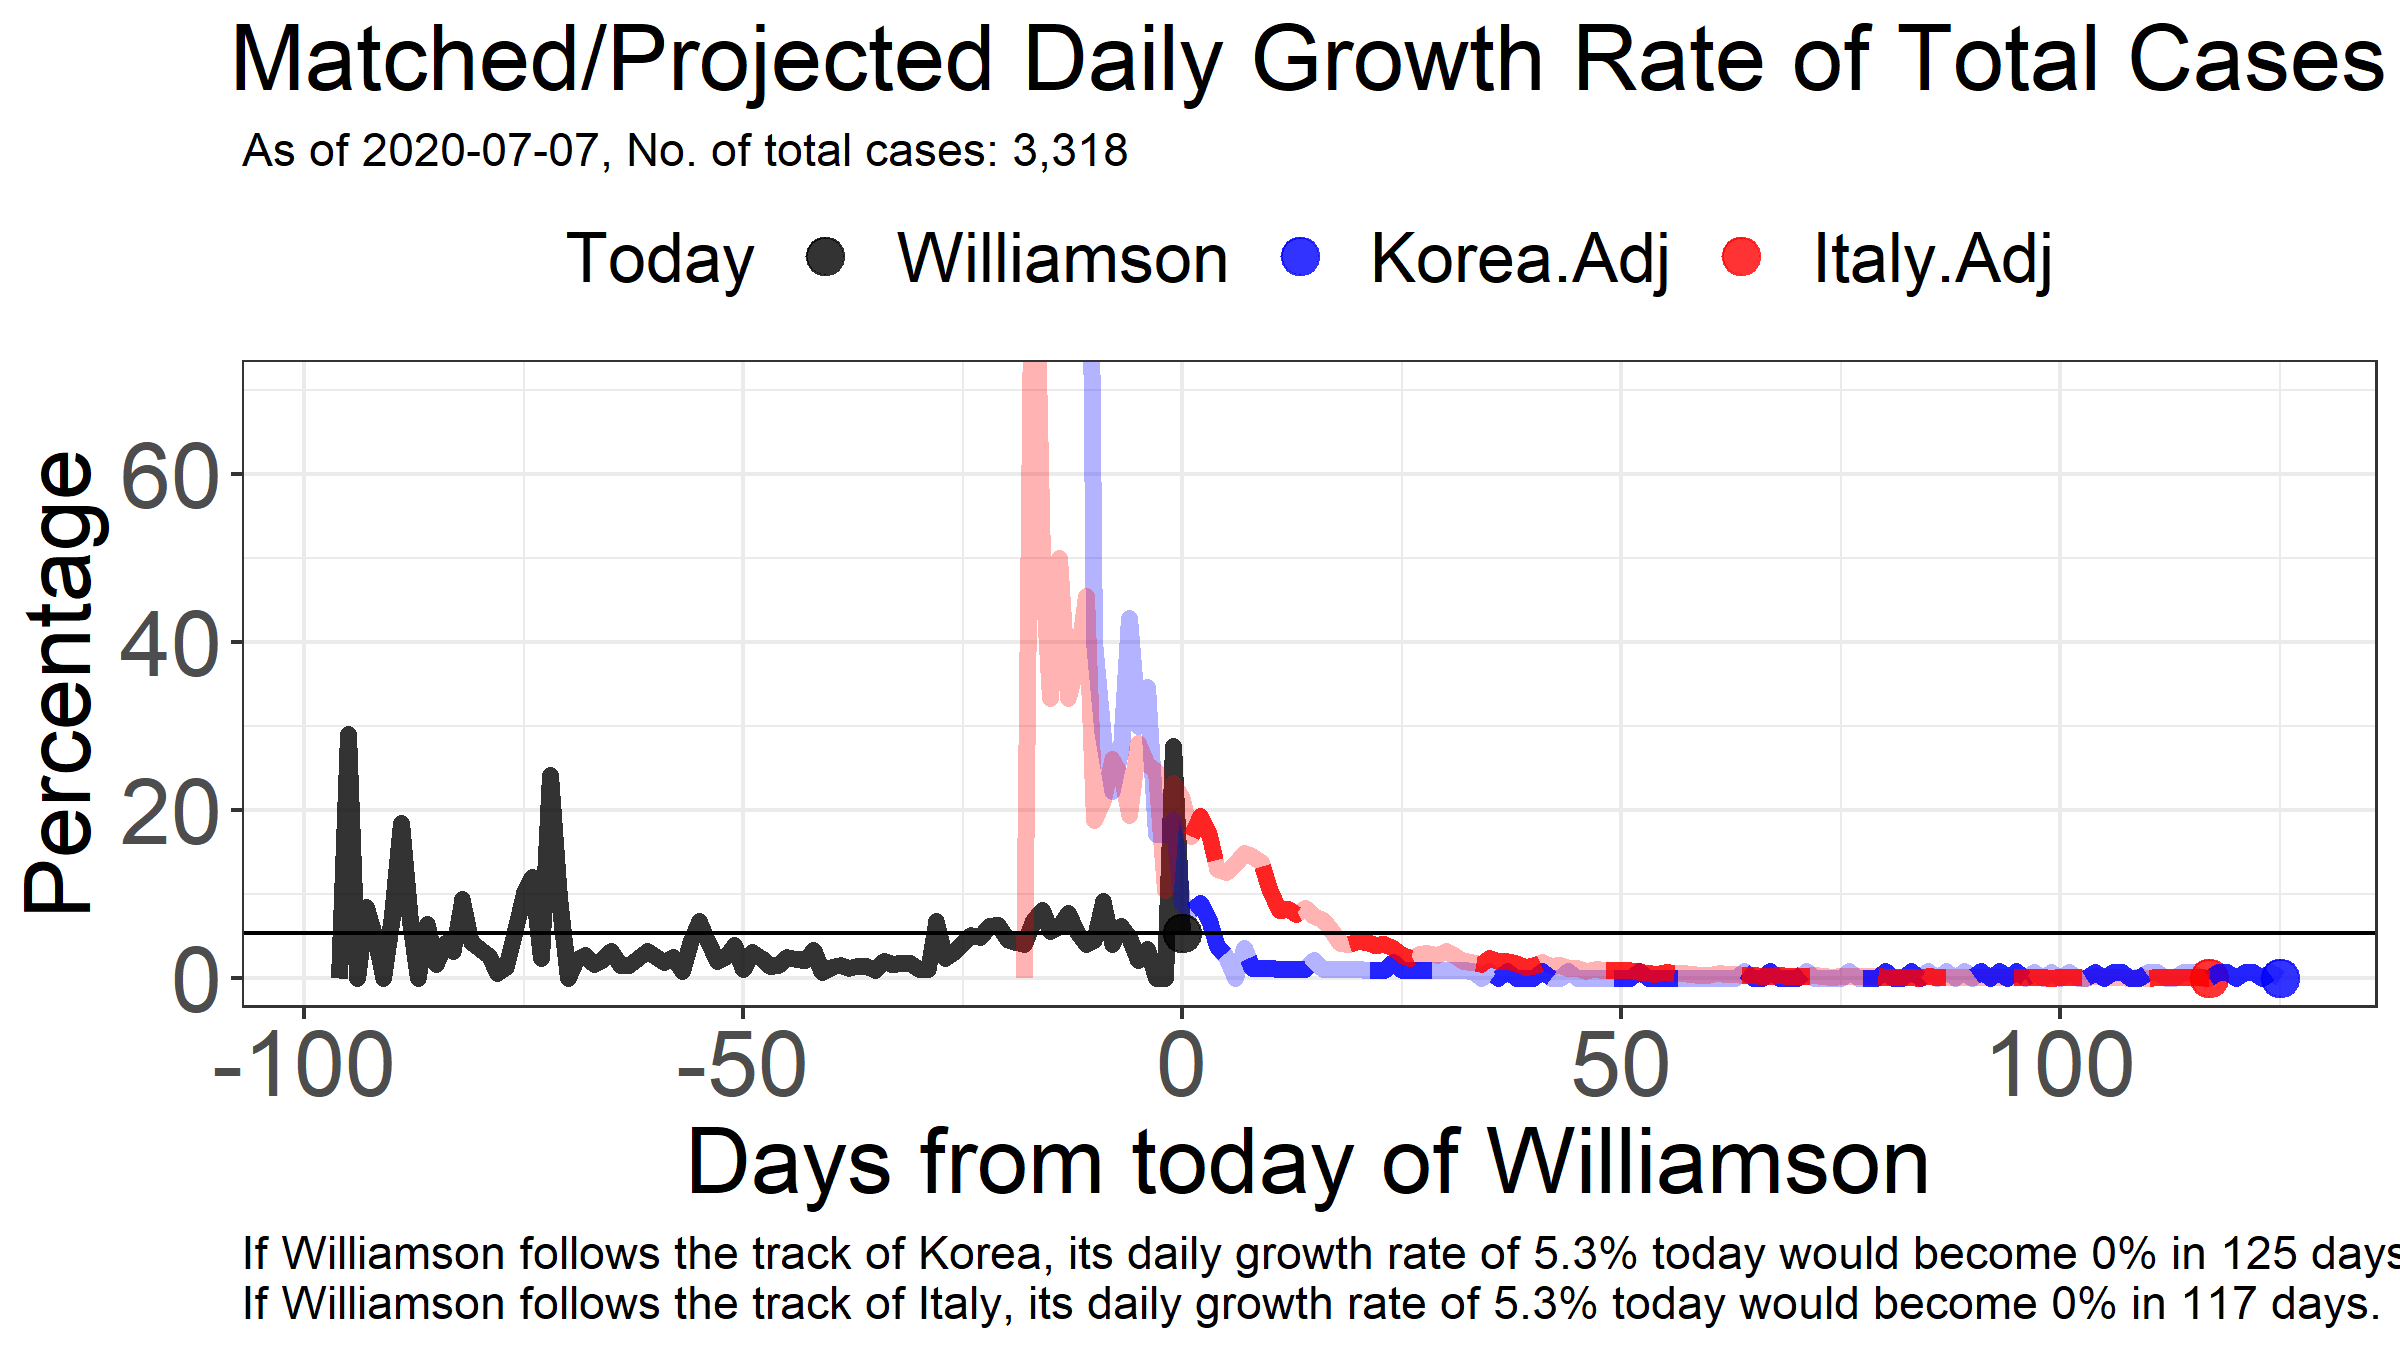 Matched/Projected Daily Growth Rate of Total Cases
As of 2020-07-07, No. of total cases: 3,318
Today Williamson Korea.Adj Italy.Adj
Percentage
60
40
20
0
-100 -50 0 50 100
Days from today of Williamson
If Williamson follows the track of Korea, its daily growth rate of 5.3% today would become 0% in 125 days
If Williamson follows the track of Italy, its daily growth rate of 5.3% today would become 0% in 117 days.